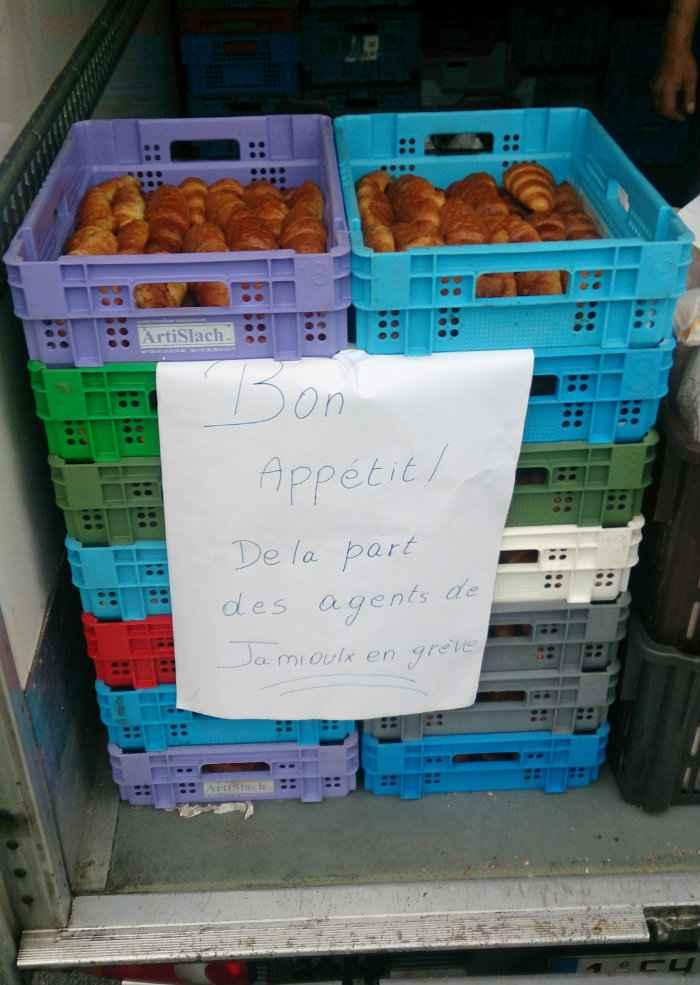 ArtiSlach
Bon
Appétit!
De la part
des agents de
Jamioulx en grève
ArtiSlach